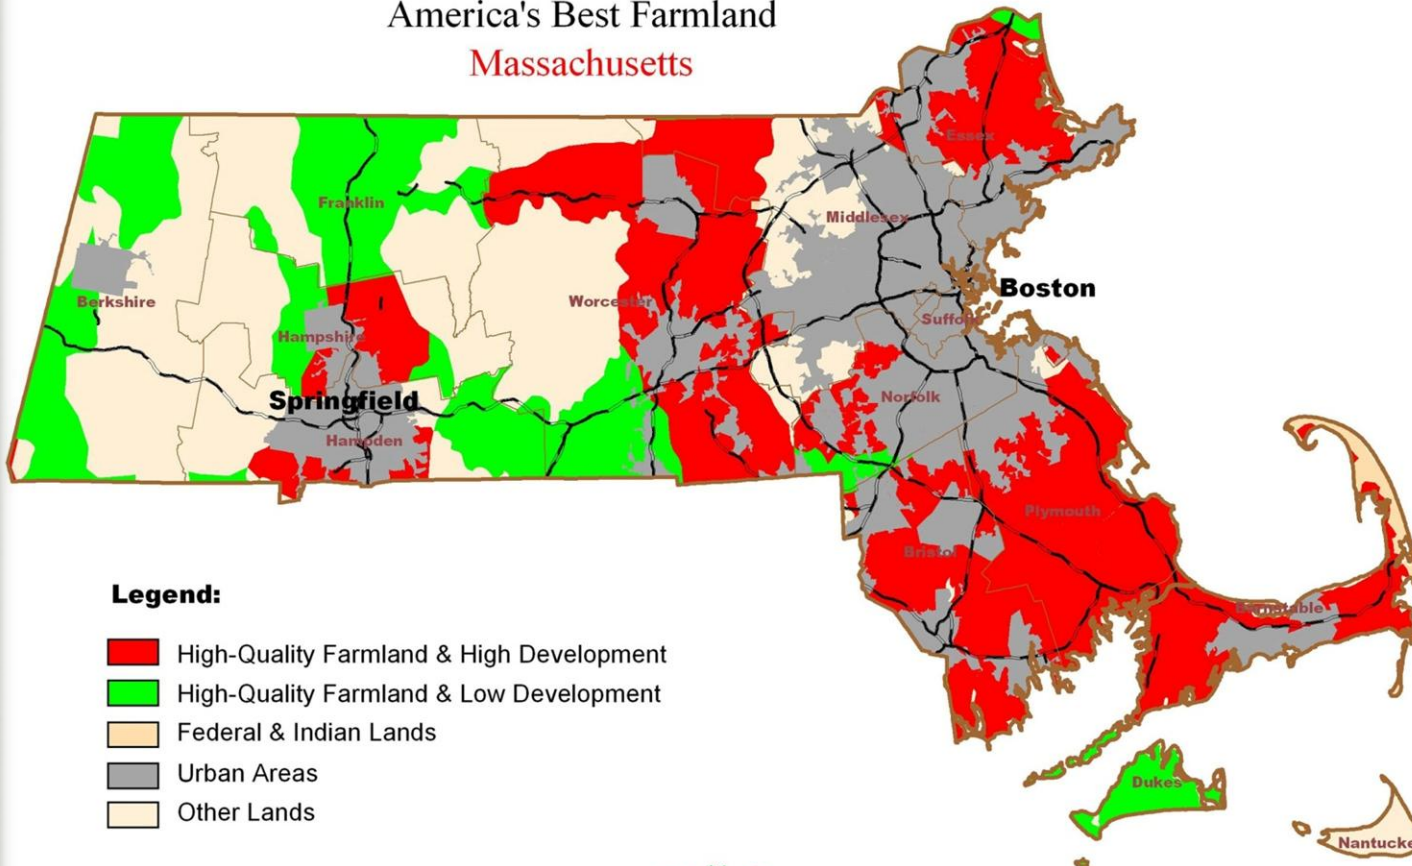 America's Best Farmland
Massachusetts
Essex
Franklin
Middlesex
Berkshire
Worcester
Boston
Hampshire
Suffolk
Springfield
Norfolk
Hampden
Plymouth
Bristol
Barnstable
Legend:
High-Quality Farmland & High Development
High-Quality Farmland & Low Development
Federal & Indian Lands
Urban Areas
Other Lands
Dukes
Nantucke